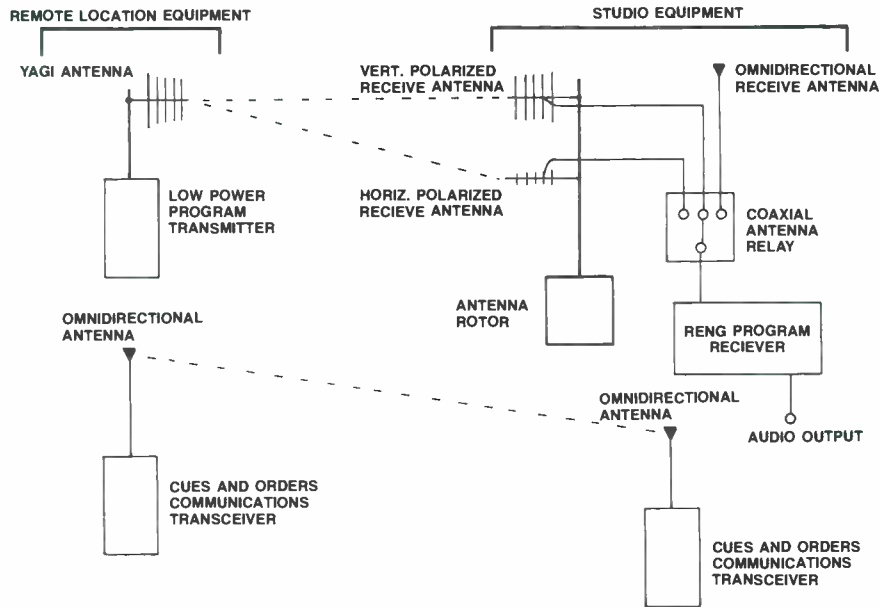 REMOTE LOCATION EQUIPMENT
STUDIO EQUIPMENT
YAGI ANTENNA
VERT. POLARIZED
RECEIVE ANTENNA
OMNIDIRECTIONAL
RECEIVE ANTENNA
LOW POWER
PROGRAM
TRANSMITTER
HORIZ. POLARIZED
RECIEVE ANTENNA
COAXIAL
ANTENNA
RELAY
ANTENNA
ROTOR
RENG PROGRAM
RECIEVER
OMNIDIRECTIONAL
ANTENNA
OMNIDIRECTIONAL
ANTENNA
AUDIO OUTPUT
CUES AND ORDERS
COMMUNICATIONS
TRANSCEIVER
CUES AND ORDERS
COMMUNICATIONS
TRANSCEIVER